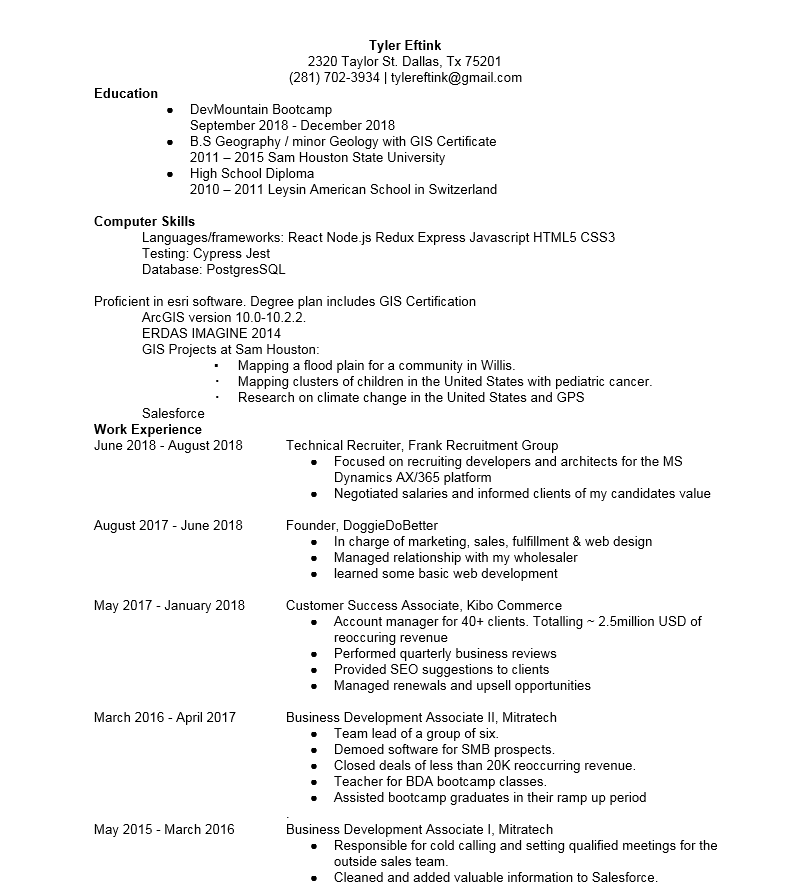 Tyler Eftink
2320 Taylor St. Dallas, Tx 75201
(281) 702-3934 | tylereftink@gmail.com
Education
● DevMountain Bootcamp
September 2018 - December 2018
● B.S Geography / minor Geology with GIS Certificate
2011 – 2015 Sam Houston State University
● High School Diploma
2010 – 2011 Leysin American School in Switzerland
Computer Skills
Languages/frameworks: React Node.js Redux Express Javascript HTML5 CSS3
Testing: Cypress Jest
Database: PostgresSQL
Proficient in esri software. Degree plan includes GIS Certification
ArcGIS version 10.0-10.2.2.
ERDAS IMAGINE 2014
GIS Projects at Sam Houston:
▪ Mapping a flood plain for a community in Willis.
▪ Mapping clusters of children in the United States with pediatric cancer.
▪ Research on climate change in the United States and GPS
Salesforce
Work Experience
June 2018 - August 2018 Technical Recruiter, Frank Recruitment Group
● Focused on recruiting developers and architects for the MS
Dynamics AX/365 platform
● Negotiated salaries and informed clients of my candidates value
August 2017 - June 2018 Founder, DoggieDoBetter
● In charge of marketing, sales, fulfillment & web design
● Managed relationship with my wholesaler
● learned some basic web development
May 2017 - January 2018 Customer Success Associate, Kibo Commerce
● Account manager for 40+ clients. Totalling ~ 2.5million USD of
reoccuring revenue
● Performed quarterly business reviews
● Provided SEO suggestions to clients
● Managed renewals and upsell opportunities
March 2016 - April 2017 Business Development Associate II, Mitratech
● Team lead of a group of six.
● Demoed software for SMB prospects.
● Closed deals of less than 20K reoccurring revenue.
● Teacher for BDA bootcamp classes.
● Assisted bootcamp graduates in their ramp up period
.
May 2015 - March 2016 Business Development Associate I, Mitratech
● Responsible for cold calling and setting qualified meetings for the
outside sales team.
● Cleaned and added valuable information to Salesforce.